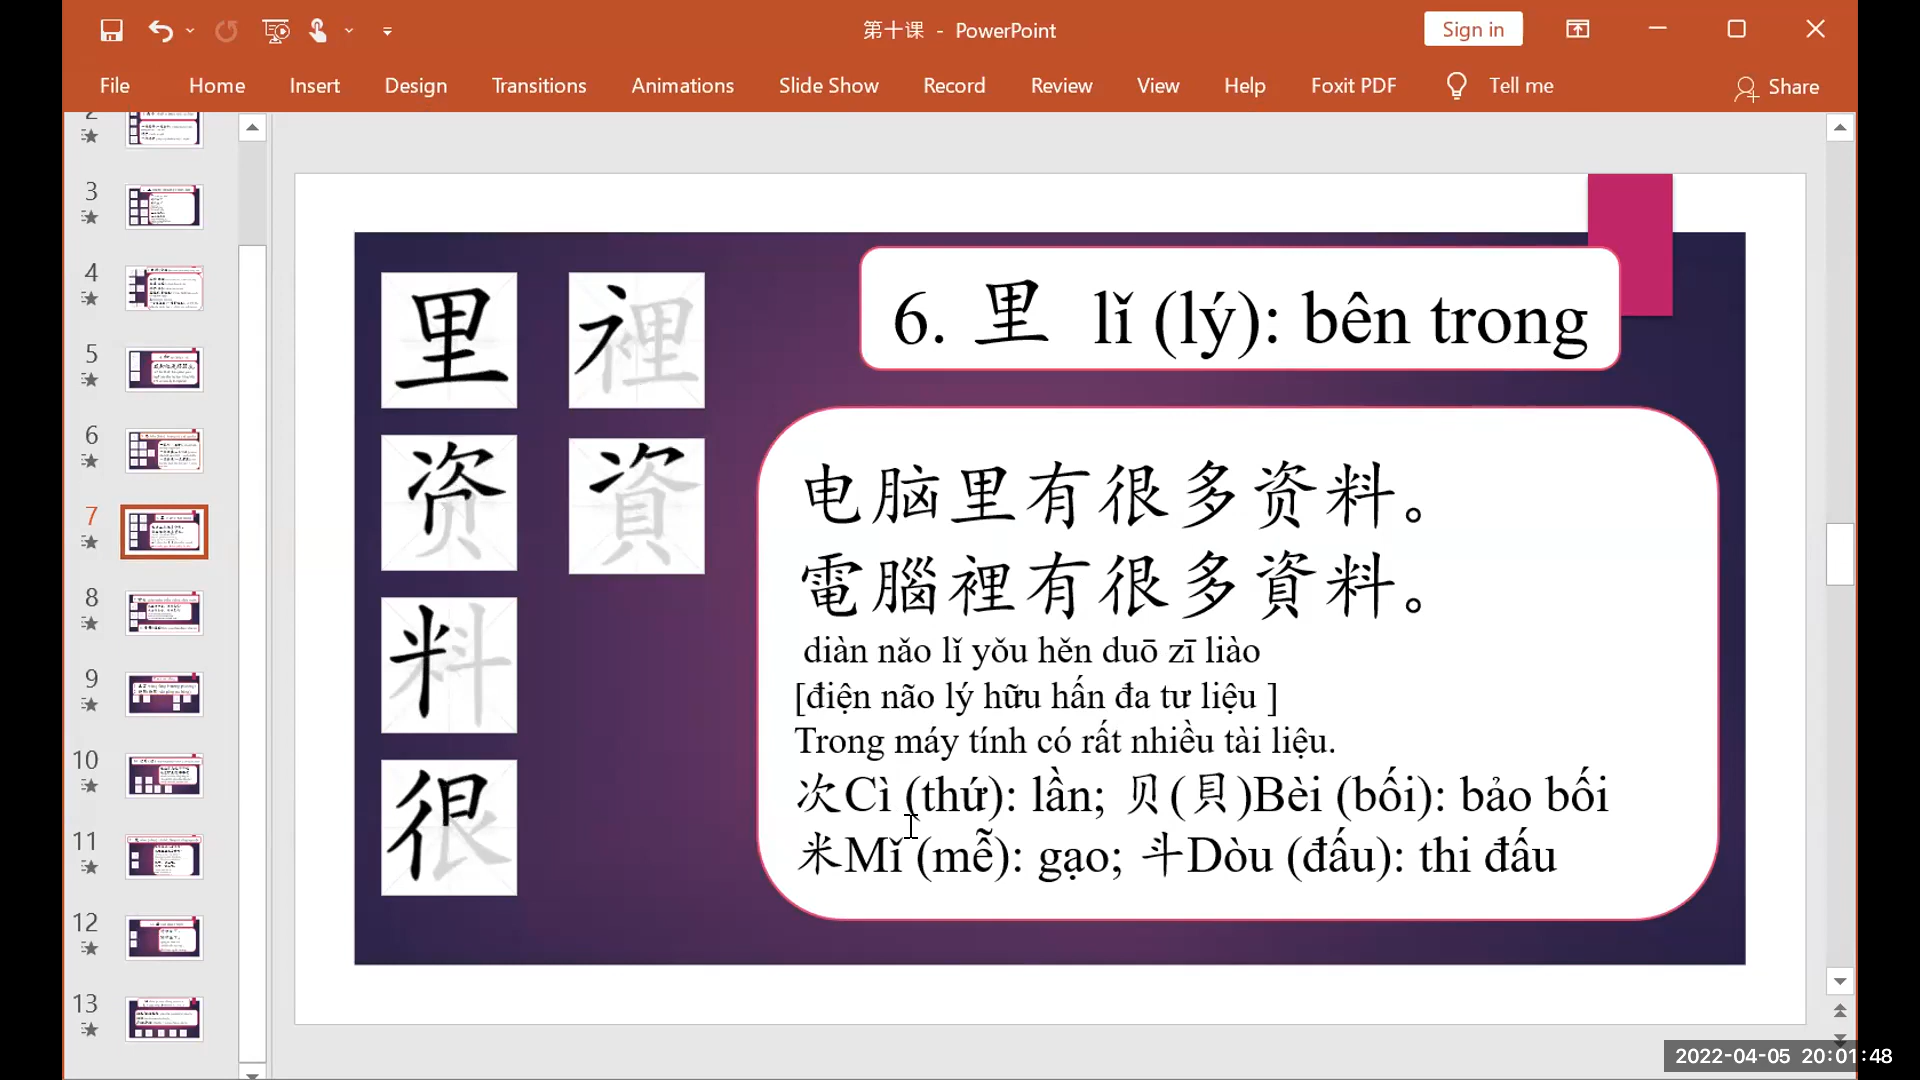 第十课 - PowerPoint
Sign in
File Home Insert Design Transitions Animations Slide Show Record Review View Help Foxit PDF Tell me Share
2
3
4
5
6
7
8
9
10
11
12
13
里 裡
资 資
料
很
6. 里 lǐ (lý): bên trong
电脑里有很多资料。
電腦裡有很多資料。
diàn nǎo lǐ yǒu hěn duō zī liào
[điện não lý hữu hấn đa tư liệu ]
Trong máy tính có rất nhiều tài liệu.
次Cì (thứ): lần; 贝(貝)Bèi (bối): bảo bối
米Mǐ (mễ): gạo; 斗Dòu (đấu): thi đấu
2022-04-05 20:01:48